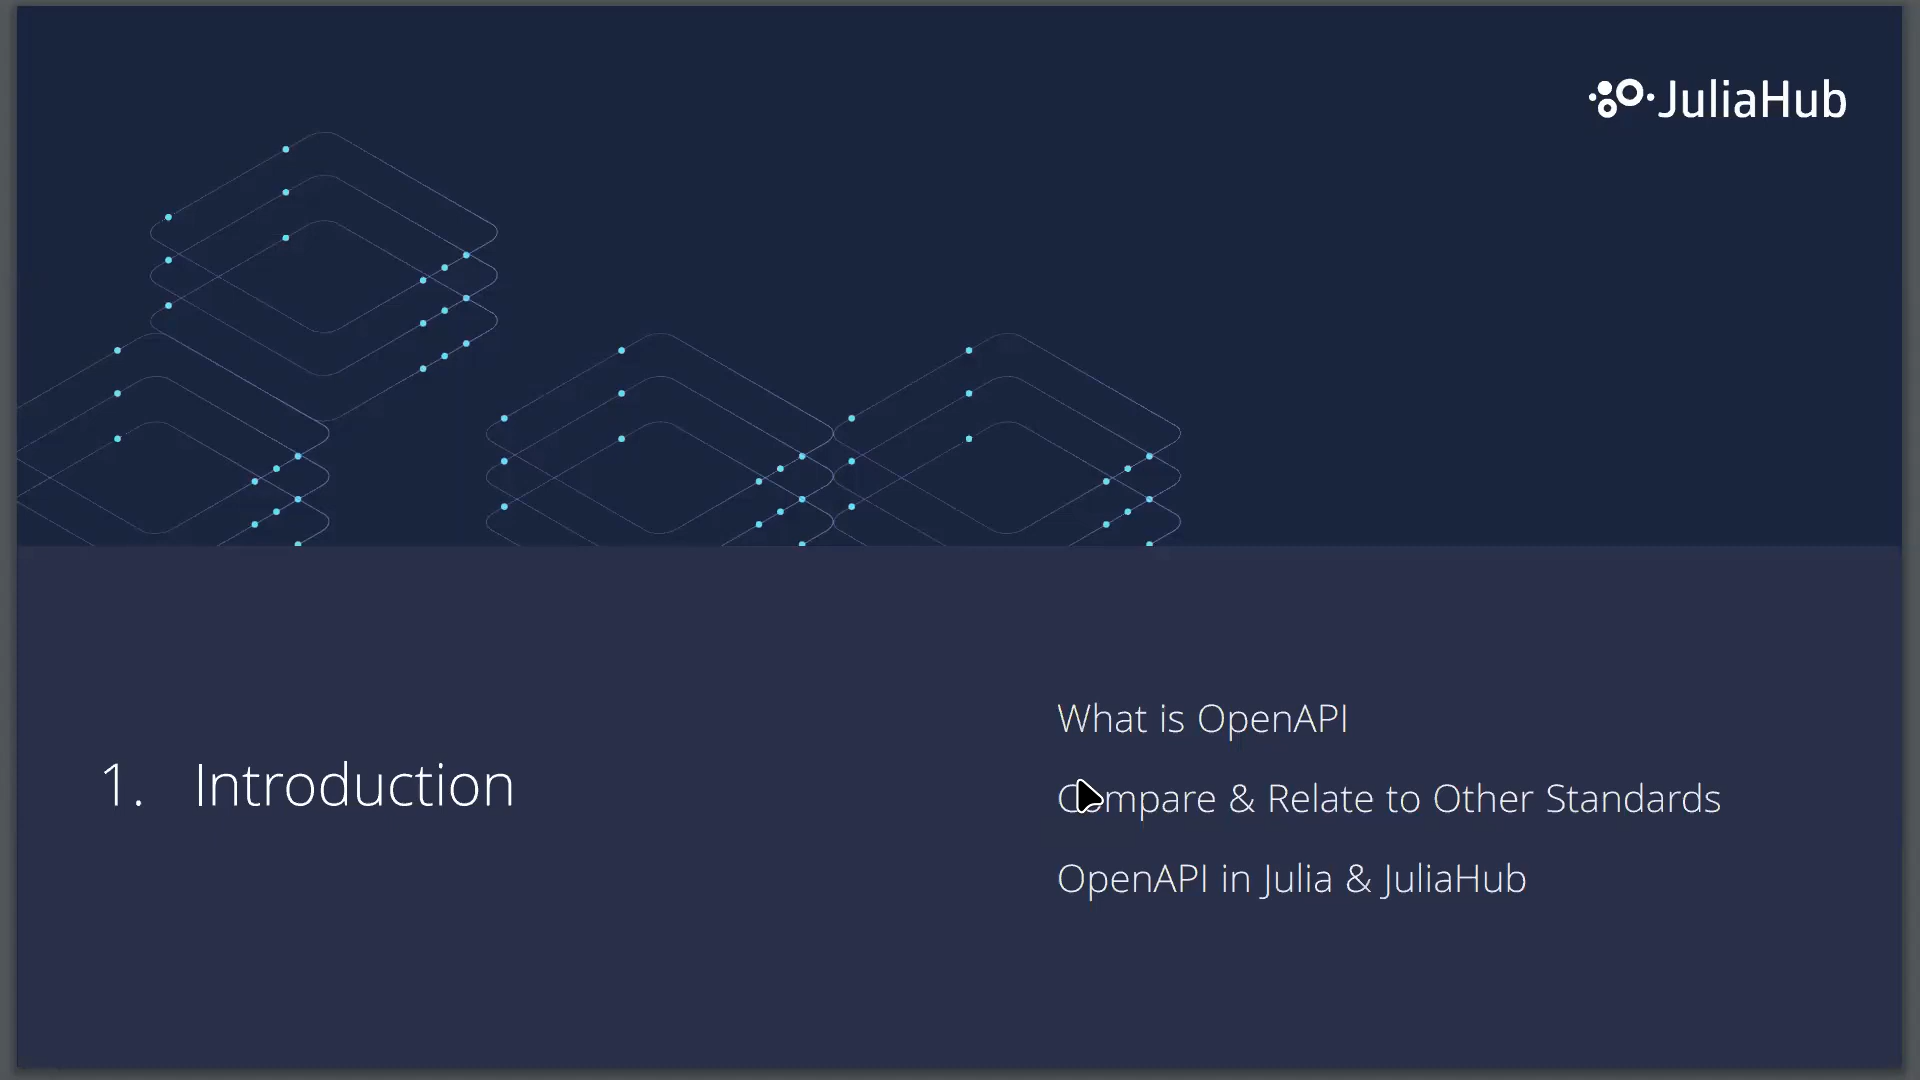 JuliaHub
1. Introduction
What is OpenAPI
Compare & Relate to Other Standards
OpenAPI in Julia & JuliaHub